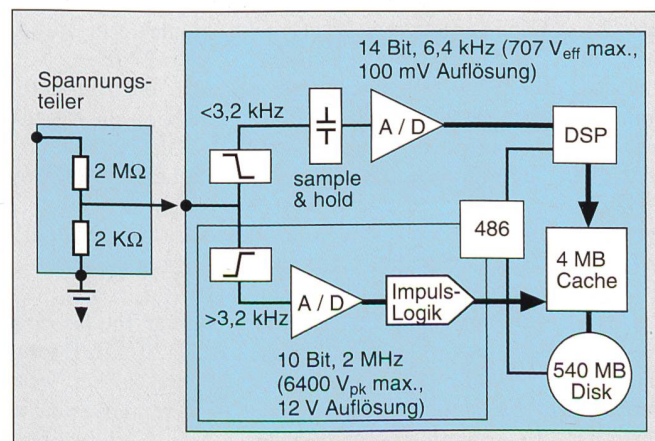 14 Bit, 6,4 kHz (707 Veff max.,
100 mV Auflösung)
Spannungs-
teiler
<3,2 kHz
A / D
DSP
2 MΩ
sample
& hold
2 KΩ
486
4 MB
Cache
A / D
Impuls-
Logik
>3,2 kHz
10 Bit, 2 MHz
(6400 Vpk max.,
12 V Auflösung)
540 MB
Disk